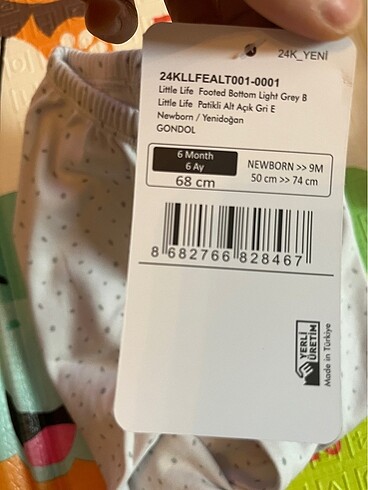 24K_YENİ
24KLLFEALT001-0001
Little Life Footed Bottom Light Grey B
Little Life Patikli Alt Açık Gri E
Newborn / Yenidoğan
GONDOL
6 Month
6 Ay
68 cm
NEWBORN >> 9M
50 cm >> 74 cm
8 682766 828467
YERLİ
ÜRETİM
Made in Türkiye